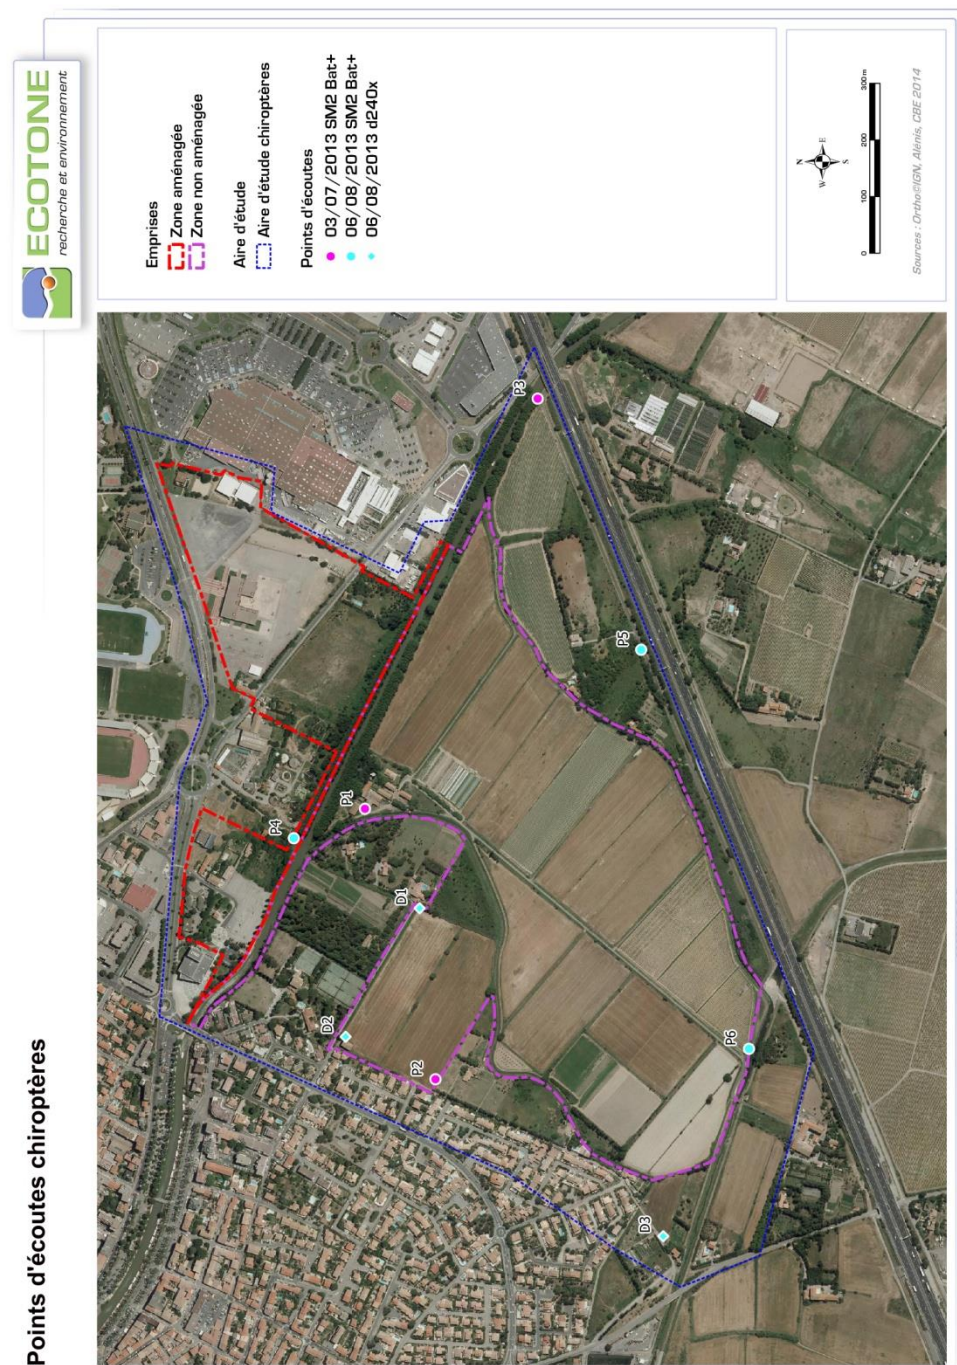 Points d'écoutes chiroptères
ECOTONE
recherche et environnement
P4
P1
P3
D2
D1
P2
P5
P6
D3
Emprises
Zone aménagée
Zone non aménagée
Aire d'étude
Aire d'étude chiroptères
Points d'écoutes
03/07/2013 SM2 Bat+
06/08/2013 SM2 Bat+
06/08/2013 d240x
N
W E
S
0 100 200 300 m
Sources : Ortho©IGN, Alénis, CBE 2014